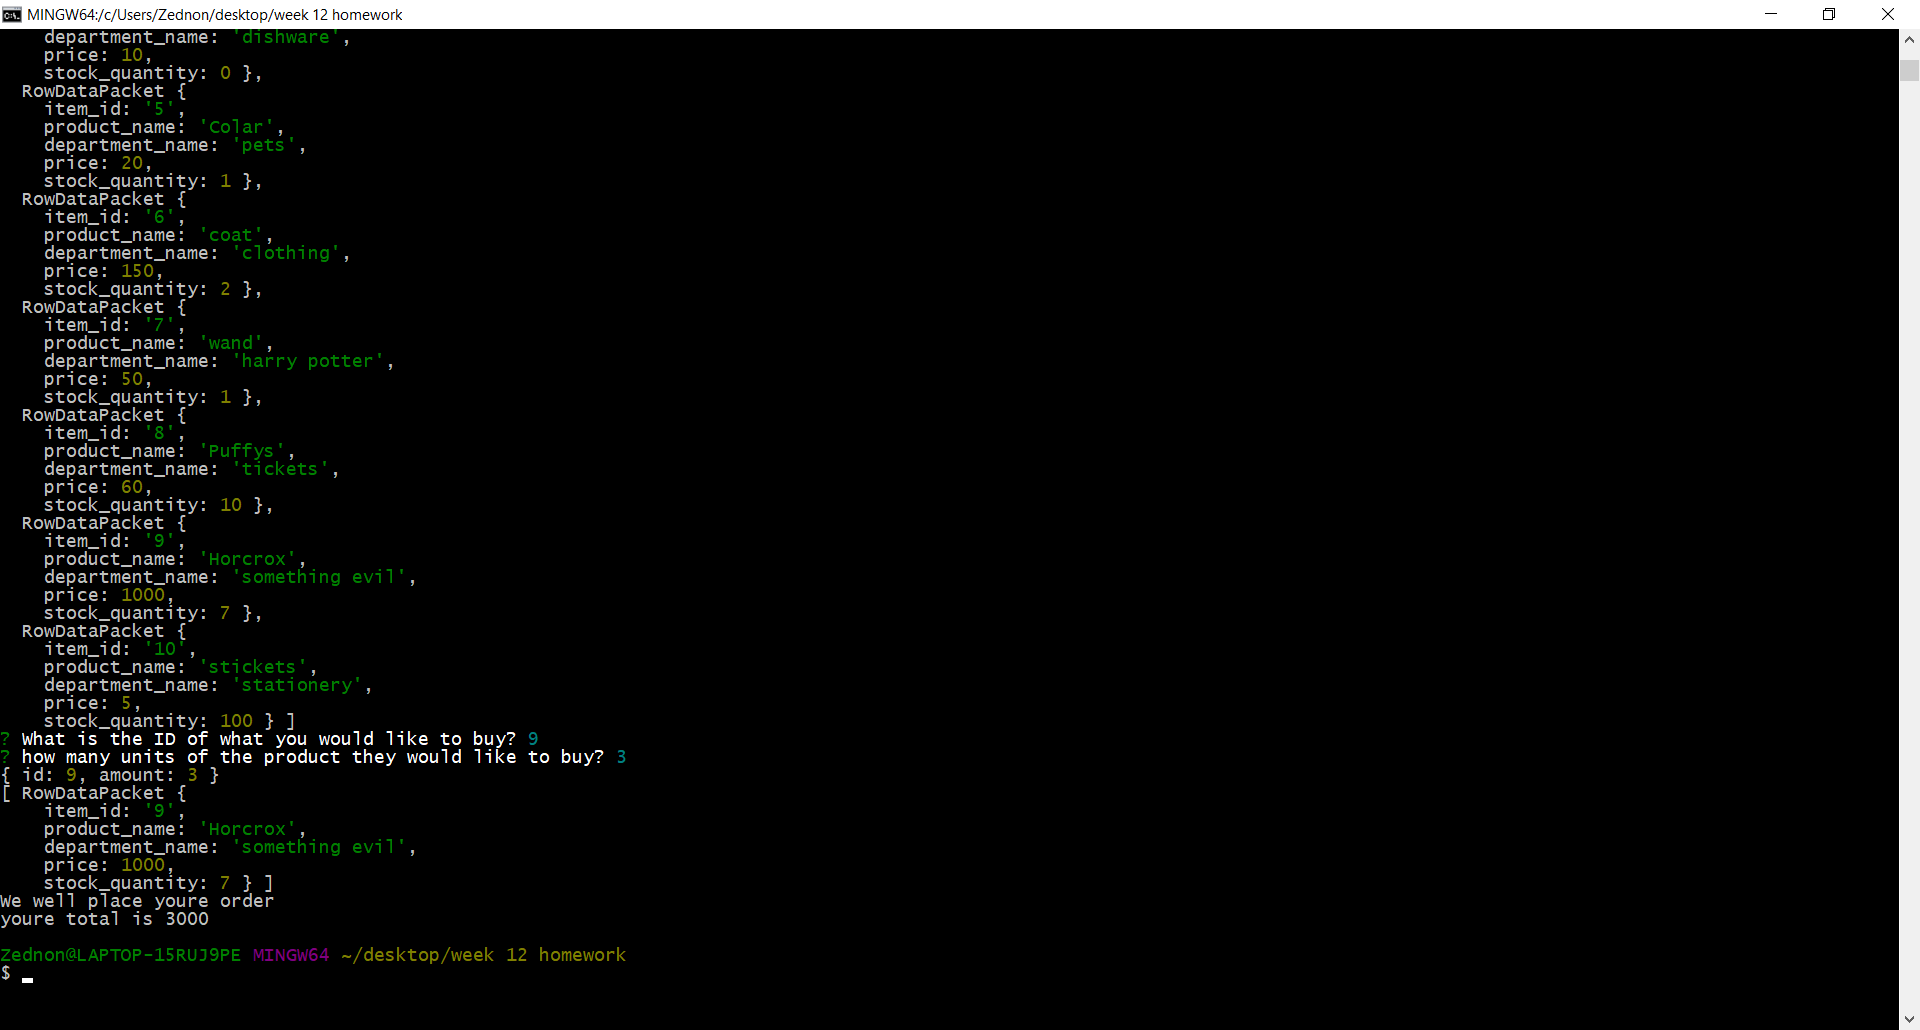 MINGW64:/c/Users/Zednon/desktop/week 12 homework
department_name: 'dishware',
price: 10,
stock_quantity: 0 },
RowDataPacket {
item_id: '5',
product_name: 'Colar',
department_name: 'pets',
price: 20,
stock_quantity: 1 },
RowDataPacket {
item_id: '6',
product_name: 'coat',
department_name: 'clothing',
price: 150,
stock_quantity: 2 },
RowDataPacket {
item_id: '7',
product_name: 'wand',
department_name: 'harry potter',
price: 50,
stock_quantity: 1 },
RowDataPacket {
item_id: '8',
product_name: 'Puffys',
department_name: 'tickets',
price: 60,
stock_quantity: 10 },
RowDataPacket {
item_id: '9',
product_name: 'Horcrox',
department_name: 'something evil',
price: 1000,
stock_quantity: 7 },
RowDataPacket {
item_id: '10',
product_name: 'stickets',
department_name: 'stationery',
price: 5,
stock_quantity: 100 } ]
? What is the ID of what you would like to buy? 9
? how many units of the product they would like to buy? 3
{ id: 9, amount: 3 }
[ RowDataPacket {
item_id: '9',
product_name: 'Horcrox',
department_name: 'something evil',
price: 1000,
stock_quantity: 7 } ]
We well place youre order
youre total is 3000
Zednon@LAPTOP-15RUJ9PE MINGW64 ~/desktop/week 12 homework
$